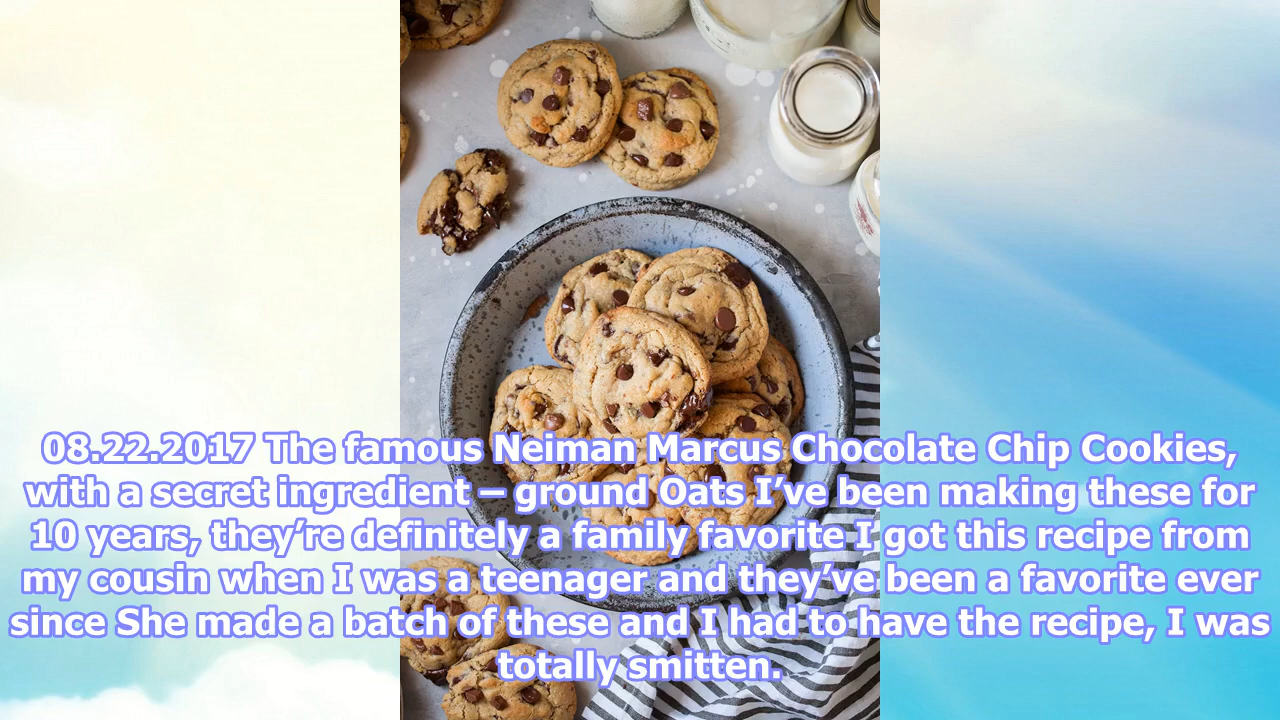 08.22.2017 The famous Neiman Marcus Chocolate Chip Cookies,
with a secret ingredient – ground Oats I’ve been making these for
10 years, they’re definitely a family favorite I got this recipe from
my cousin when I was a teenager and they’ve been a favorite ever
since She made a batch of these and I had to have the recipe, I was
totally smitten.